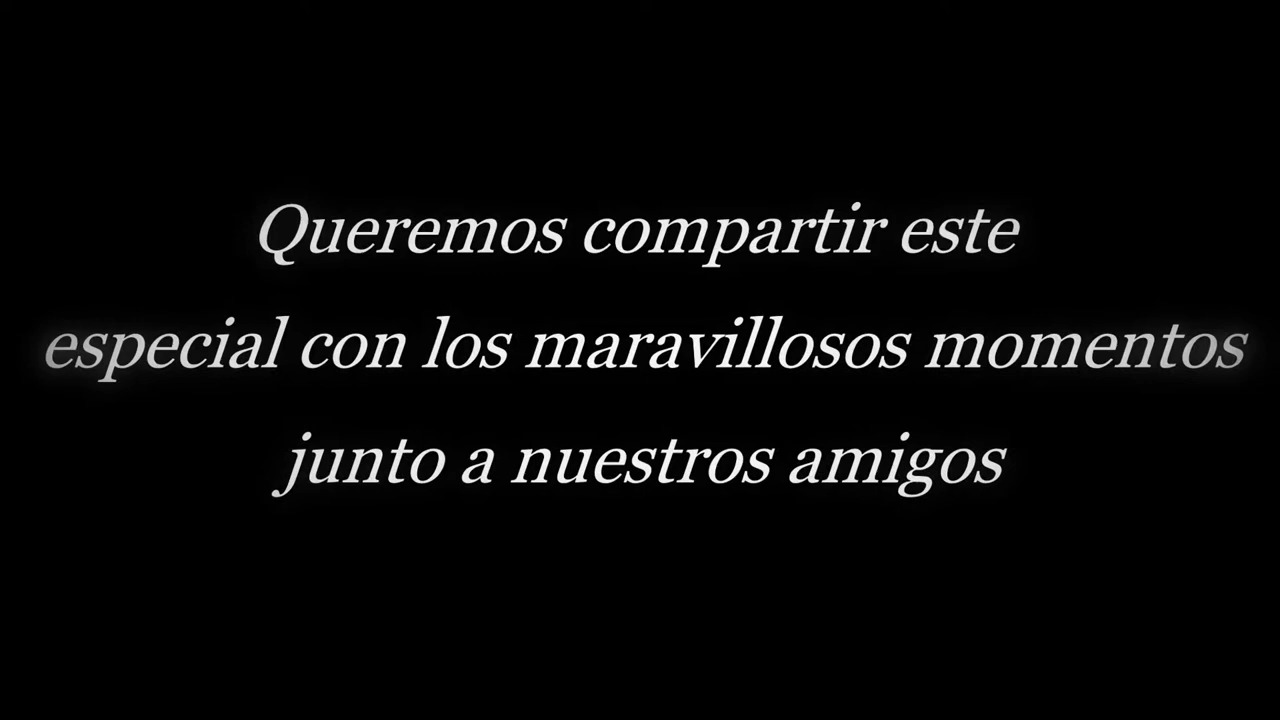 Queremos compartir este
especial con los maravillosos momentos
junto a nuestros amigos